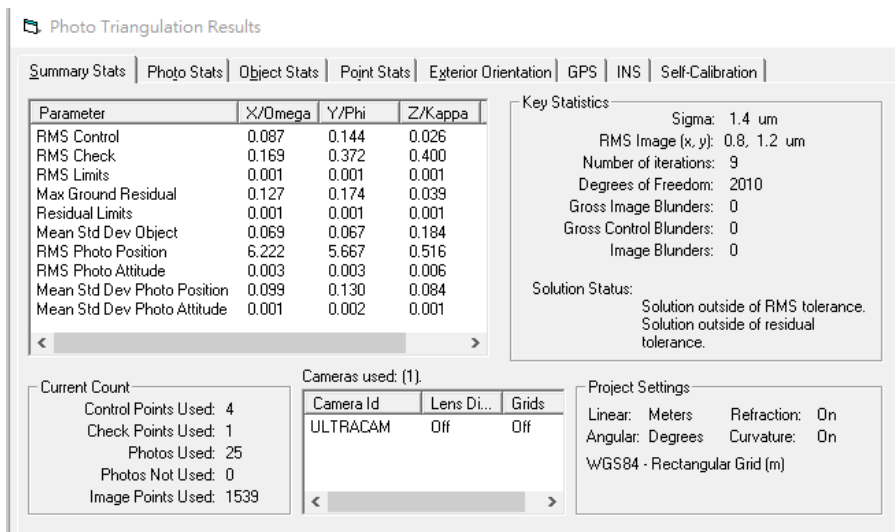 Photo Triangulation Results
Summary Stats Photo Stats Object Stats Point Stats Exterior Orientation GPS INS Self-Calibration
Parameter X/Omega Y/Phi Z/Kappa
RMS Control 0.087 0.144 0.026
RMS Check 0.169 0.372 0.400
RMS Limits 0.001 0.001 0.001
Max Ground Residual 0.127 0.174 0.039
Residual Limits 0.001 0.001 0.001
Mean Std Dev Object 0.069 0.067 0.184
RMS Photo Position 6.222 5.667 0.516
RMS Photo Attitude 0.003 0.003 0.006
Mean Std Dev Photo Position 0.099 0.130 0.084
Mean Std Dev Photo Attitude 0.001 0.002 0.001
Key Statistics
Sigma: 1.4 um
RMS Image (x, y): 0.8, 1.2 um
Number of iterations: 9
Degrees of Freedom: 2010
Gross Image Blunders: 0
Gross Control Blunders: 0
Image Blunders: 0
Solution Status:
Solution outside of RMS tolerance.
Solution outside of residual
tolerance.
Current Count
Control Points Used: 4
Check Points Used: 1
Photos Used: 25
Photos Not Used: 0
Image Points Used: 1539
Cameras used: (1).
Camera Id Lens Di... Grids
ULTRACAM Off Off
Project Settings
Linear: Meters Refraction: On
Angular: Degrees Curvature: On
WGS84 - Rectangular Grid (m)